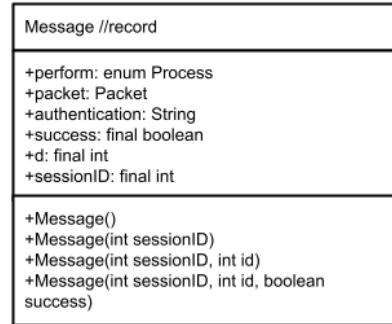 Message //record
+perform: enum Process
+packet: Packet
+authentication: String
+success: final boolean
+d: final int
+sessionID: final int
+Message()
+Message(int sessionID)
+Message(int sessionID, int id)
+Message(int sessionID, int id, boolean
success)